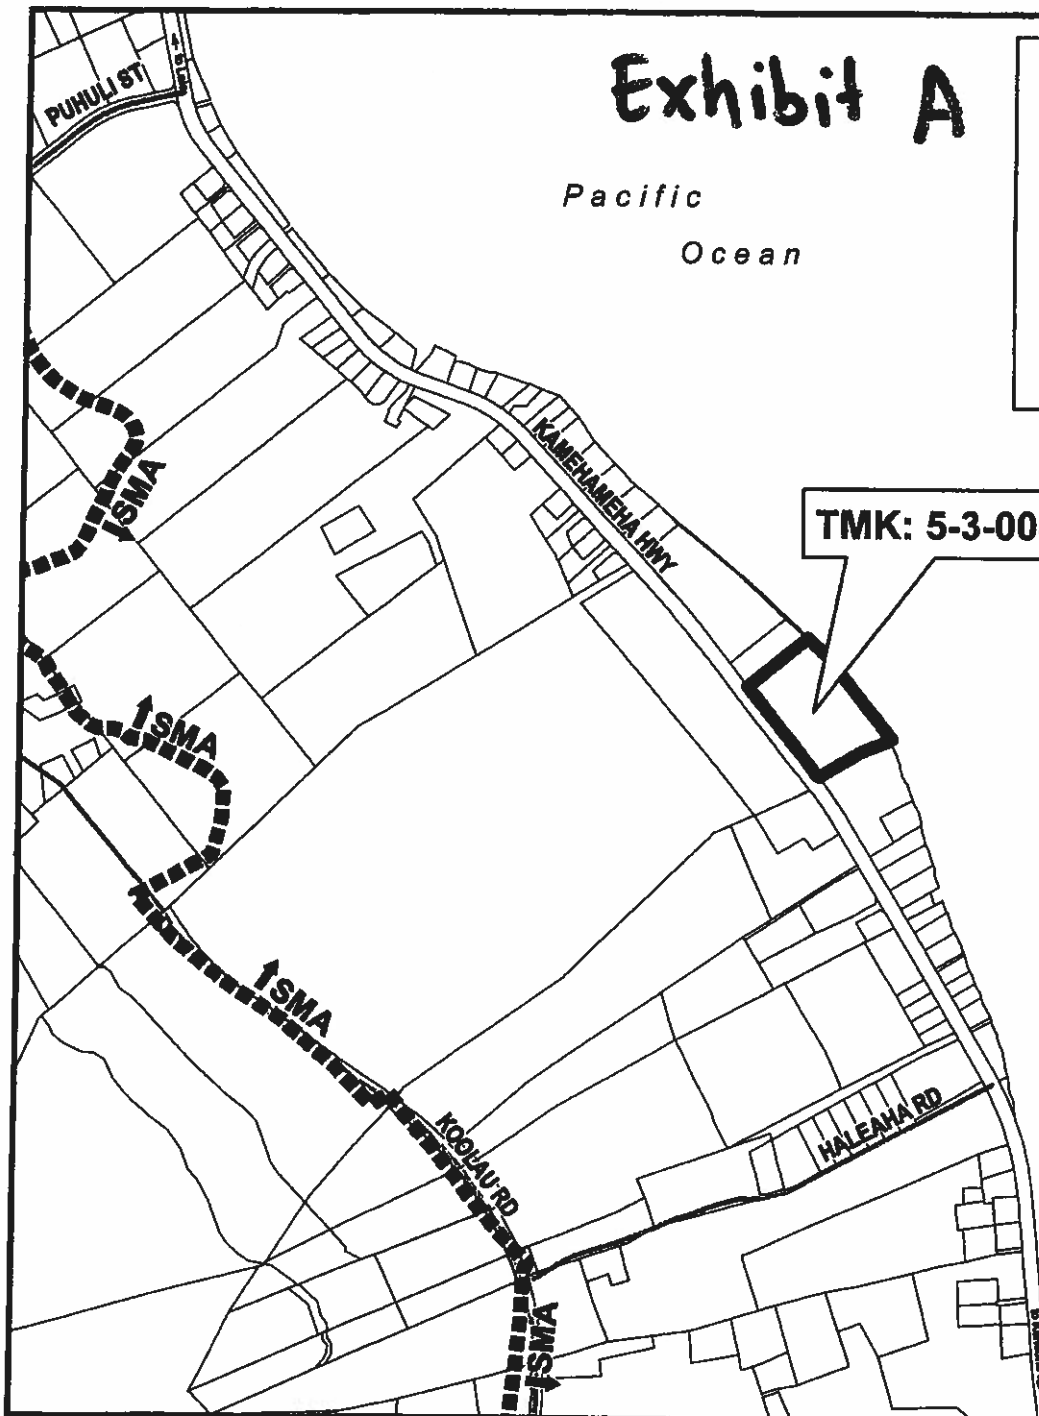 Exhibit A
PUHULI ST
Pacific
Ocean
KAMEHAMEHA HWY
SMA
TMK: 5-3-00
SMA
SMA
KOOLAU RD
HALEAHA RD
SMA